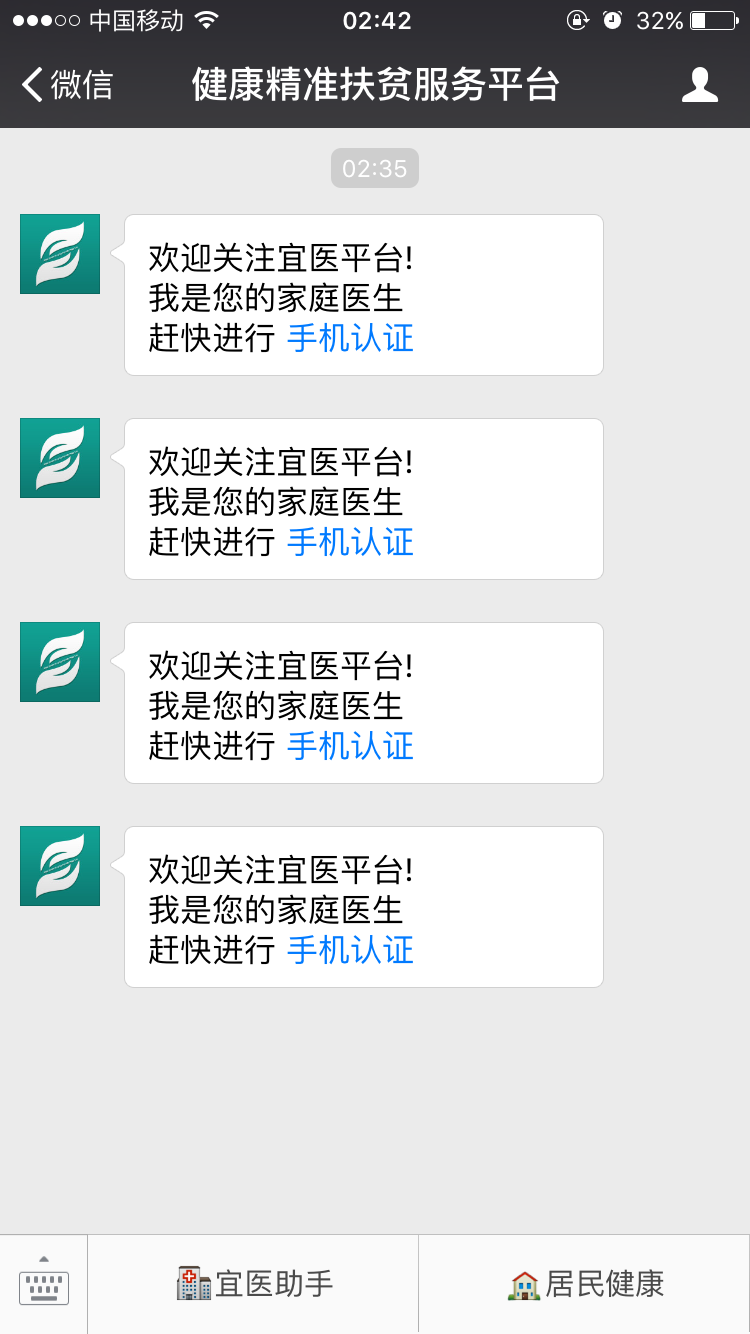 中国移动 02:42 32%
微信 健康精准扶贫服务平台
02:35
欢迎关注宜医平台!
我是您的家庭医生
赶快进行 手机认证
欢迎关注宜医平台!
我是您的家庭医生
赶快进行 手机认证
欢迎关注宜医平台!
我是您的家庭医生
赶快进行 手机认证
欢迎关注宜医平台!
我是您的家庭医生
赶快进行 手机认证
宜医助手 居民健康